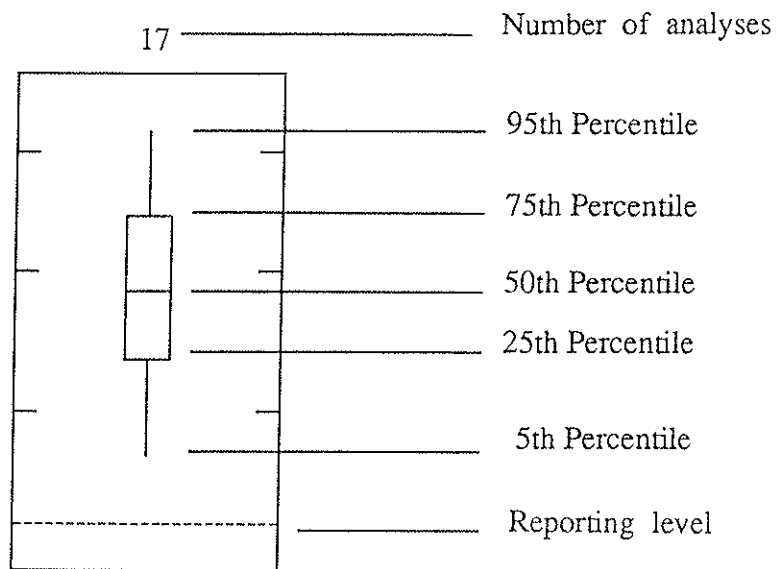 17
Number of analyses
95th Percentile
75th Percentile
50th Percentile
25th Percentile
5th Percentile
Reporting level